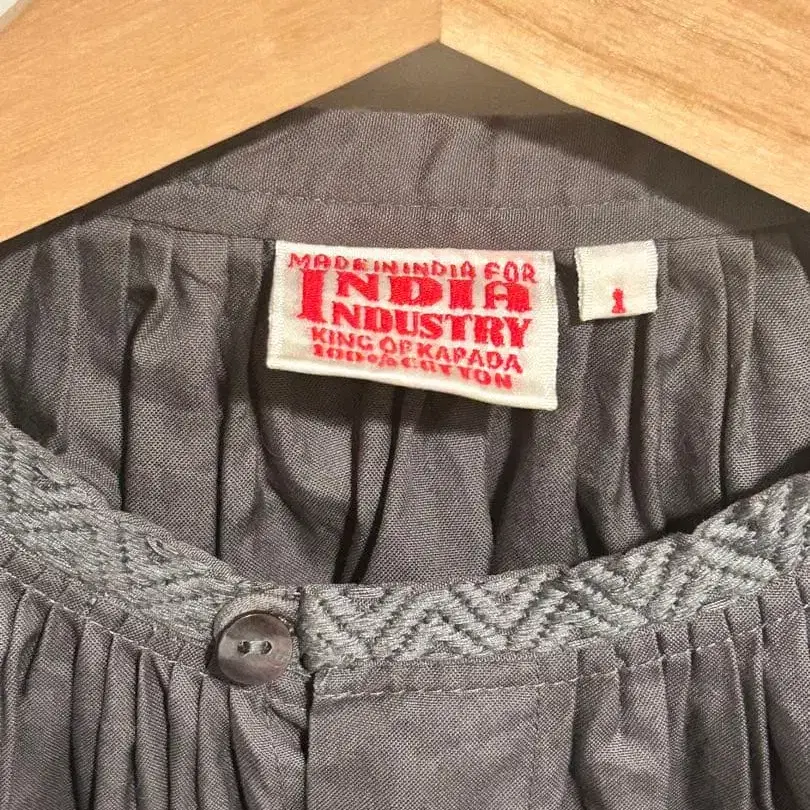 MADE IN INDIA FOR
INDIA
INDUSTRY
KING OF KAPADA
100% COTTON
1